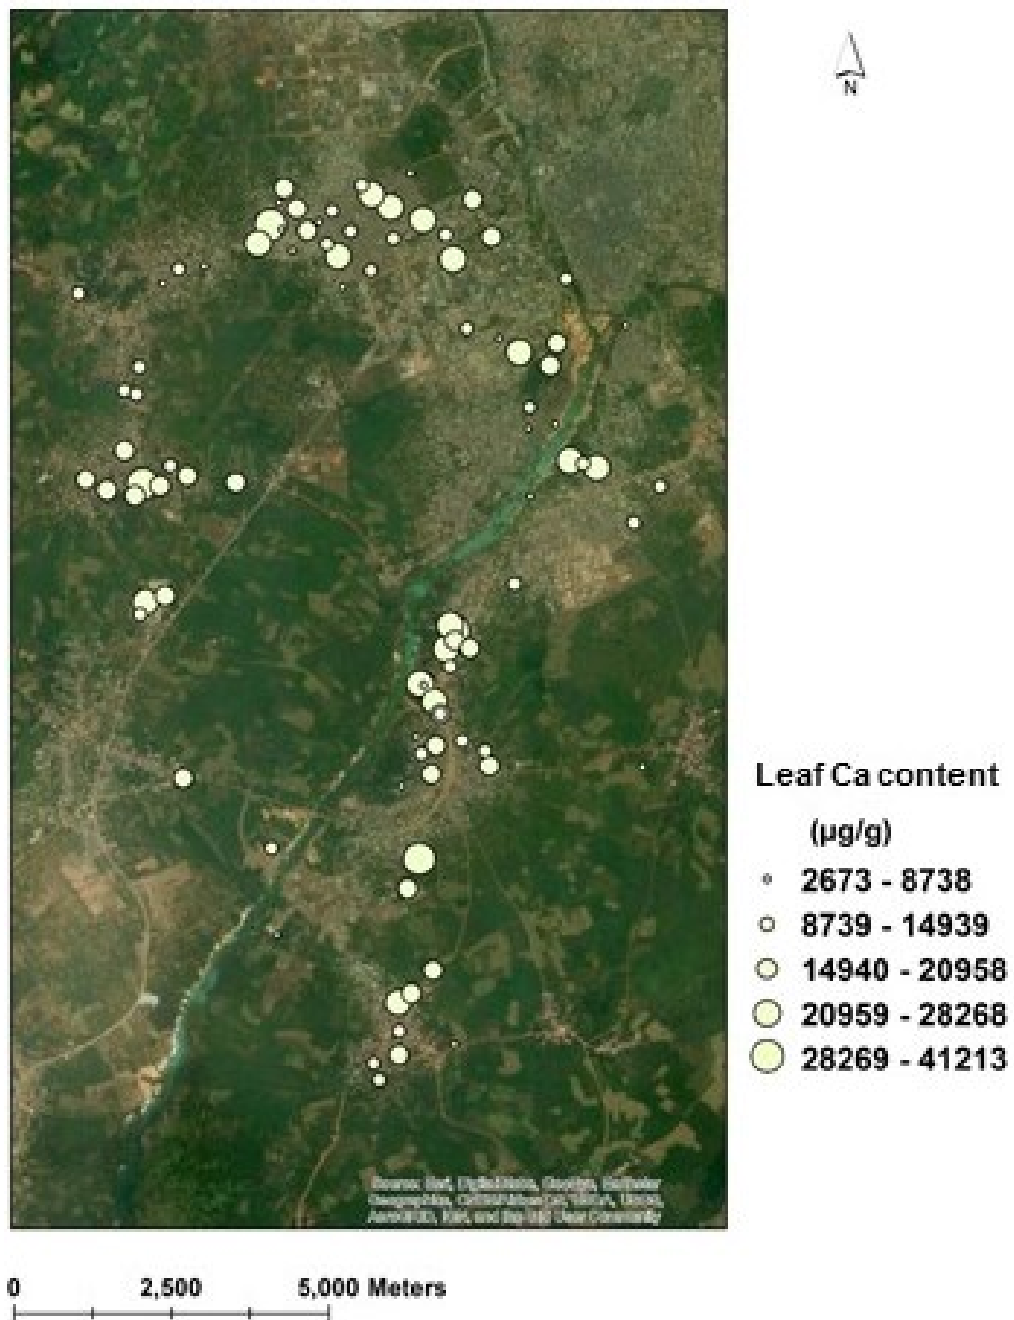 N
Leaf Ca content
(µg/g)
2673 - 8738
8739 - 14939
14940 - 20958
20959 - 28268
28269 - 41213
0 2,500 5,000 Meters